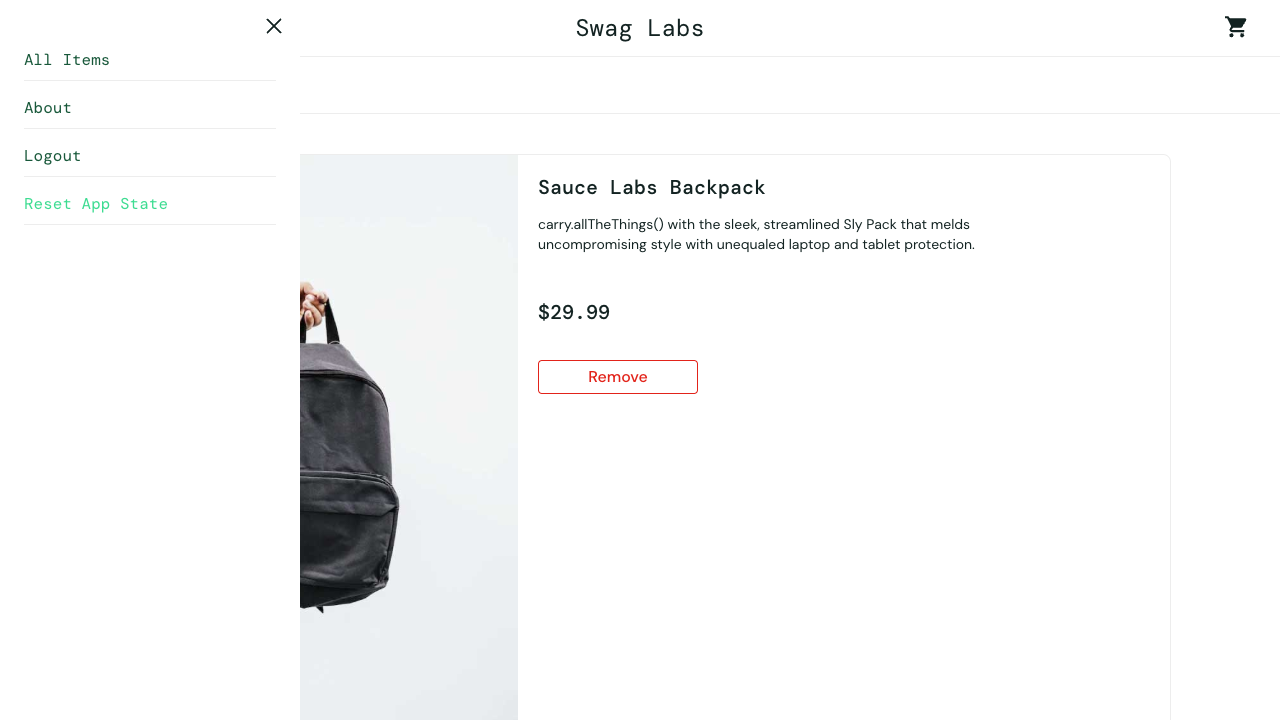 All Items
About
Logout
Reset App State
Swag Labs
Sauce Labs Backpack
carry.allTheThings() with the sleek, streamlined Sly Pack that melds
uncompromising style with unequaled laptop and tablet protection.
$29.99
Remove